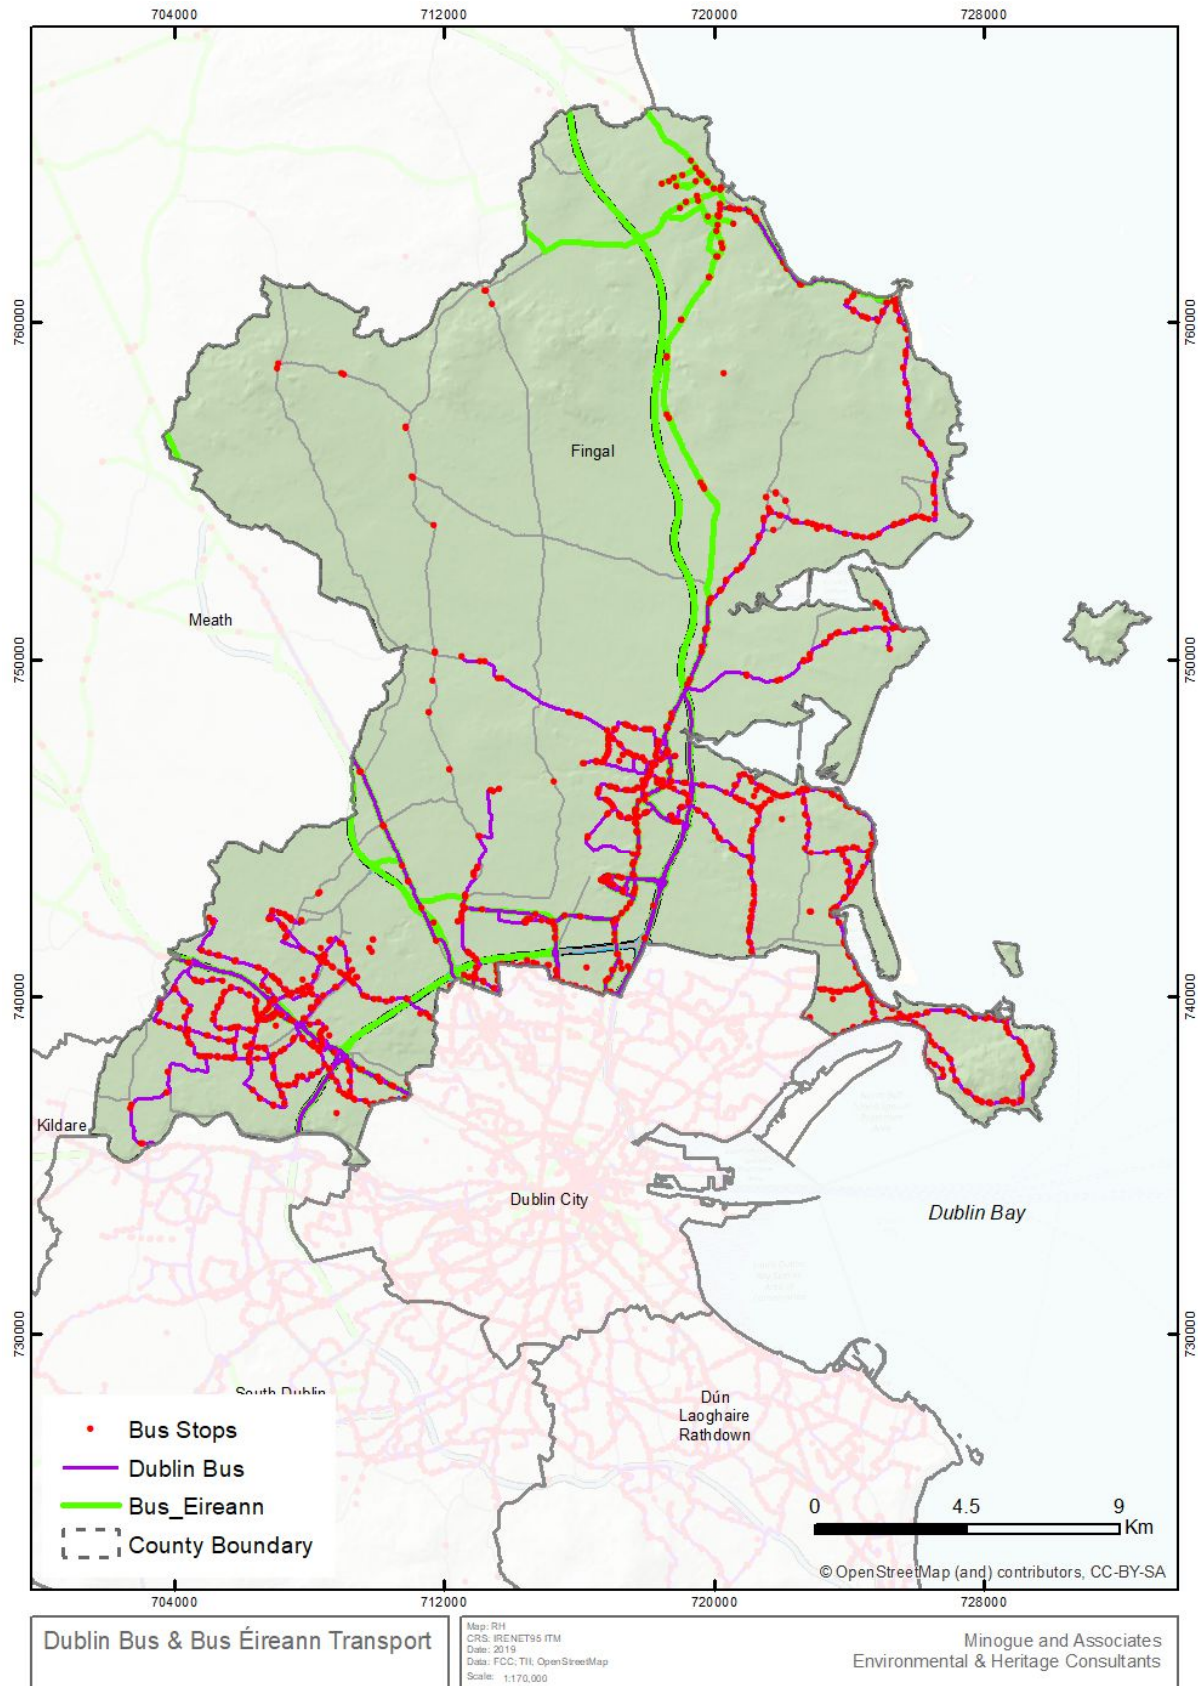 704000 712000 720000 728000
760000 760000
Fingal
Meath
750000 750000
740000 740000
Kildare
Dublin City
Dublin Bay
730000 730000
South Dublin
Dún
Laoghaire
Rathdown
Bus Stops
Dublin Bus
Bus_Eireann
County Boundary
0 4.5 9
Km
© OpenStreetMap (and) contributors, CC-BY-SA
704000 712000 720000 728000
Dublin Bus & Bus Éireann Transport
Map: RH
CRS: IRENET95 ITM
Date: 2019
Data: FCC; TII; OpenStreetMap
Scale: 1:170,000
Minogue and Associates
Environmental & Heritage Consultants